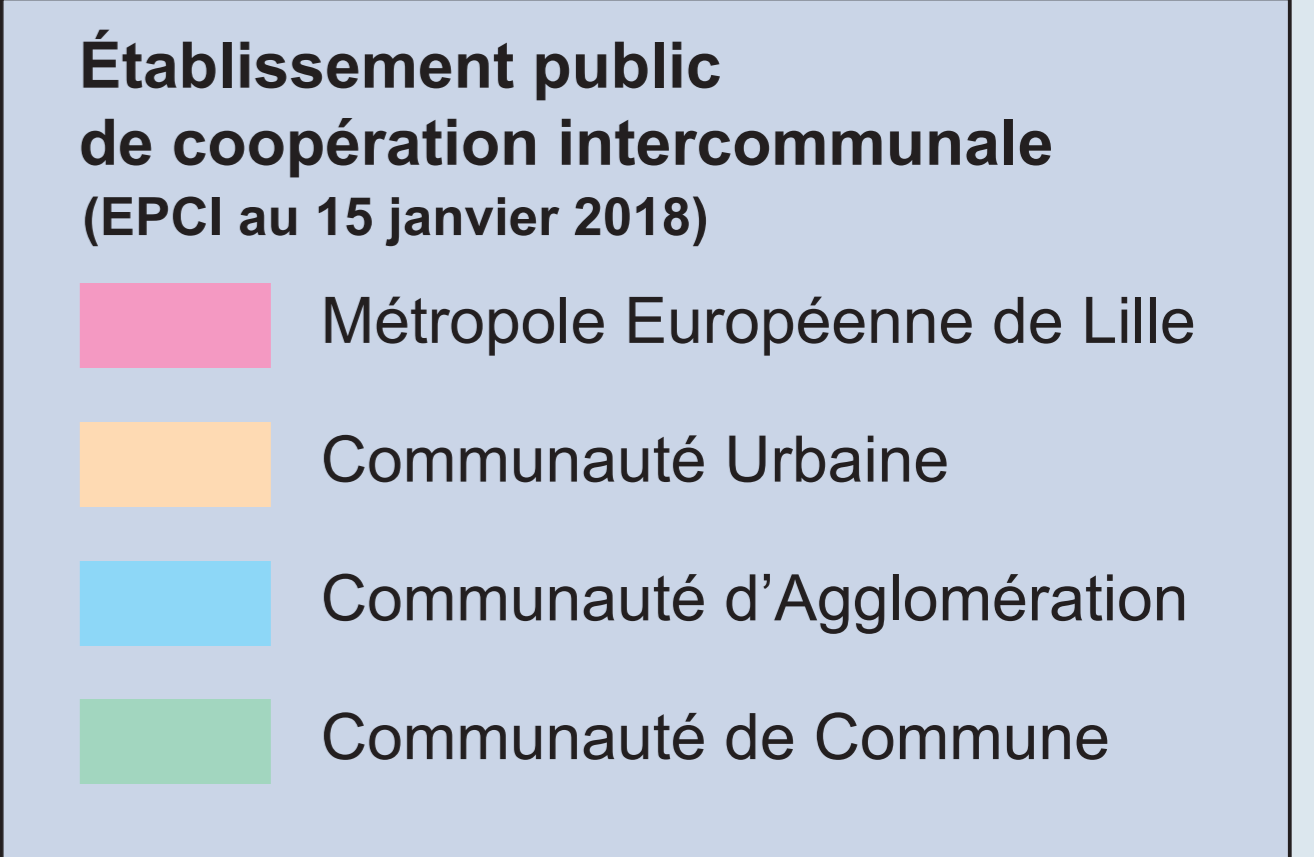 Établissement public
de coopération intercommunale
(EPCI au 15 janvier 2018)
Métropole Européenne de Lille
Communauté Urbaine
Communauté d’Agglomération
Communauté de Commune